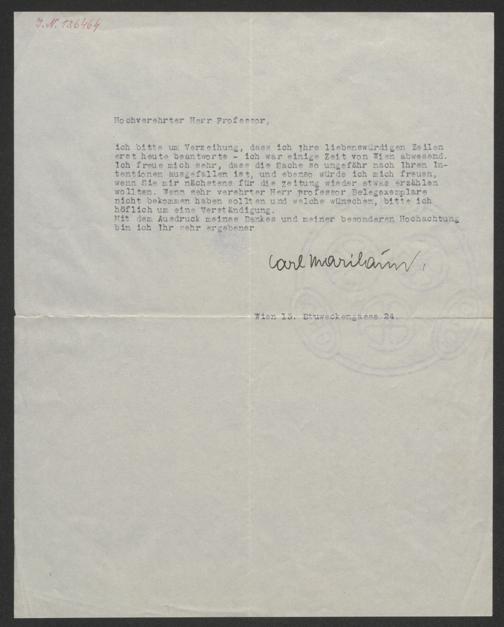 J.N. 136464
Hochverehrter Herr Professor,
ich bitte um Verzeihung, dass ich Ihre liebenswürdigen Zeilen
erst heute beantworte - ich war einige Zeit von Wien abwesend.
Ich freue mich sehr, dass die Sache so ungefähr nach Ihren In-
tentionen ausgefallen ist, und ebenso würde ich mich freuen,
wenn Sie mir nächstens für die Zeitung wieder etwas erzählen
wollten. Wenn sehr verehrter Herr Professor Belegexemplare
nicht bekommen haben sollten und welche wünschen, bitte ich
höflich um eine Verständigung.
Mit dem Ausdruck meines Dankes und meiner besonderen Hochachtung
bin ich Ihr sehr ergebener
Carl Marilaun.
Wien 13. Stuweckengasse 24.